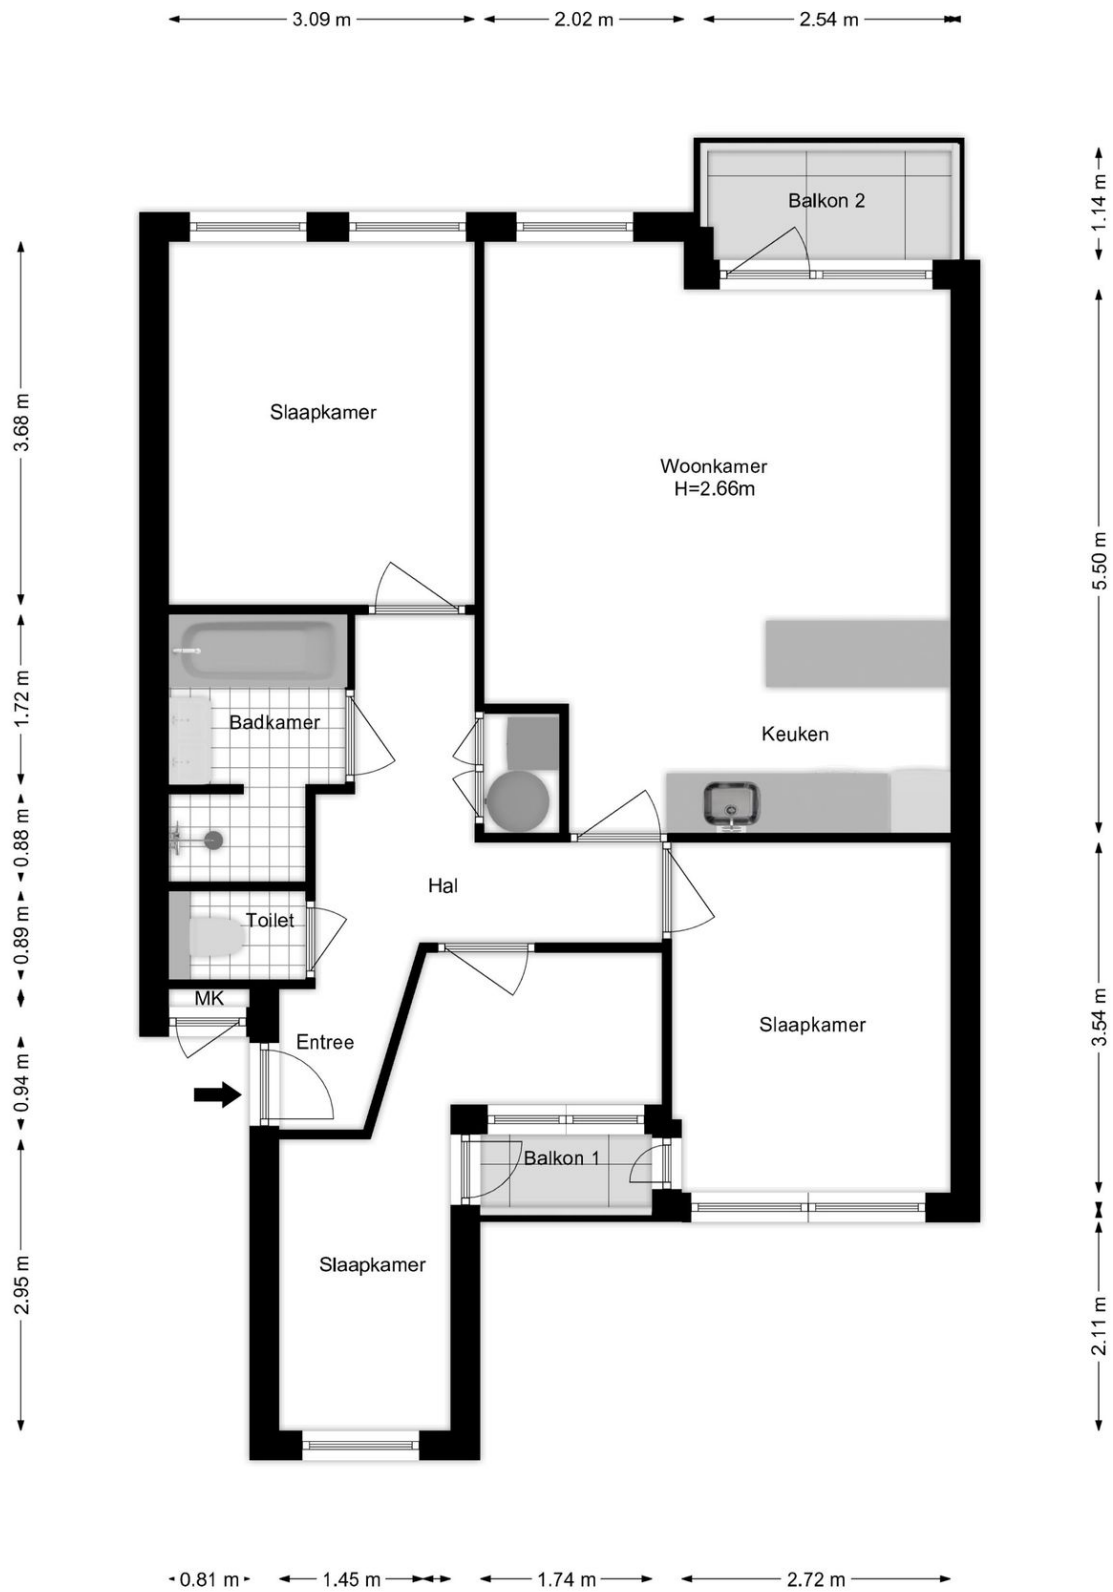 3.09 m
2.02 m
2.54 m
1.14 m
Balkon 2
3.68 m
Slaapkamer
Woonkamer
H=2.66m
5.50 m
1.72 m
Badkamer
Keuken
0.88 m
Hal
0.89 m
Toilet
MK
Slaapkamer
3.54 m
Entree
0.94 m
Balkon 1
Slaapkamer
2.95 m
2.11 m
0.81 m
1.45 m
1.74 m
2.72 m